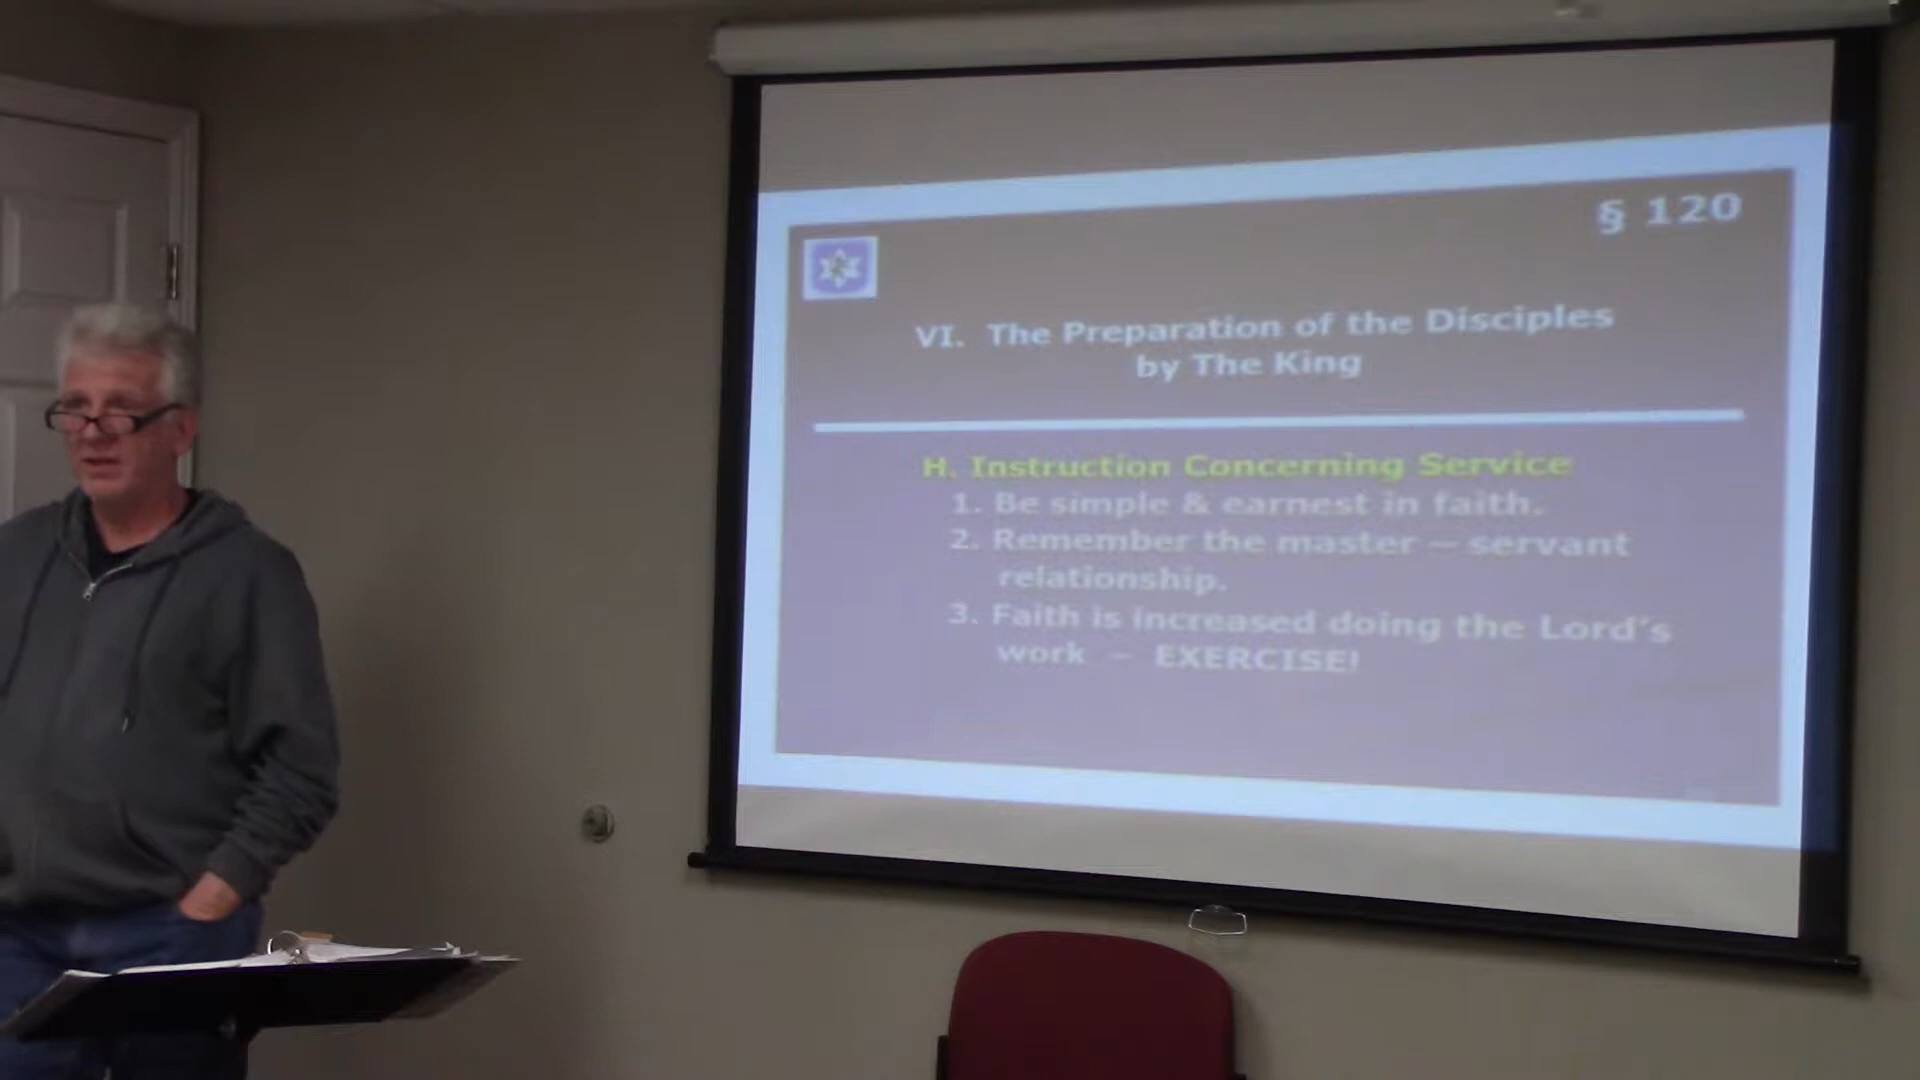 § 120
VI. The Preparation of the Disciples
by The King
H. Instruction Concerning Service
1. Be simple & earnest in faith.
2. Remember the master – servant
relationship.
3. Faith is increased doing the Lord's
work – EXERCISE!